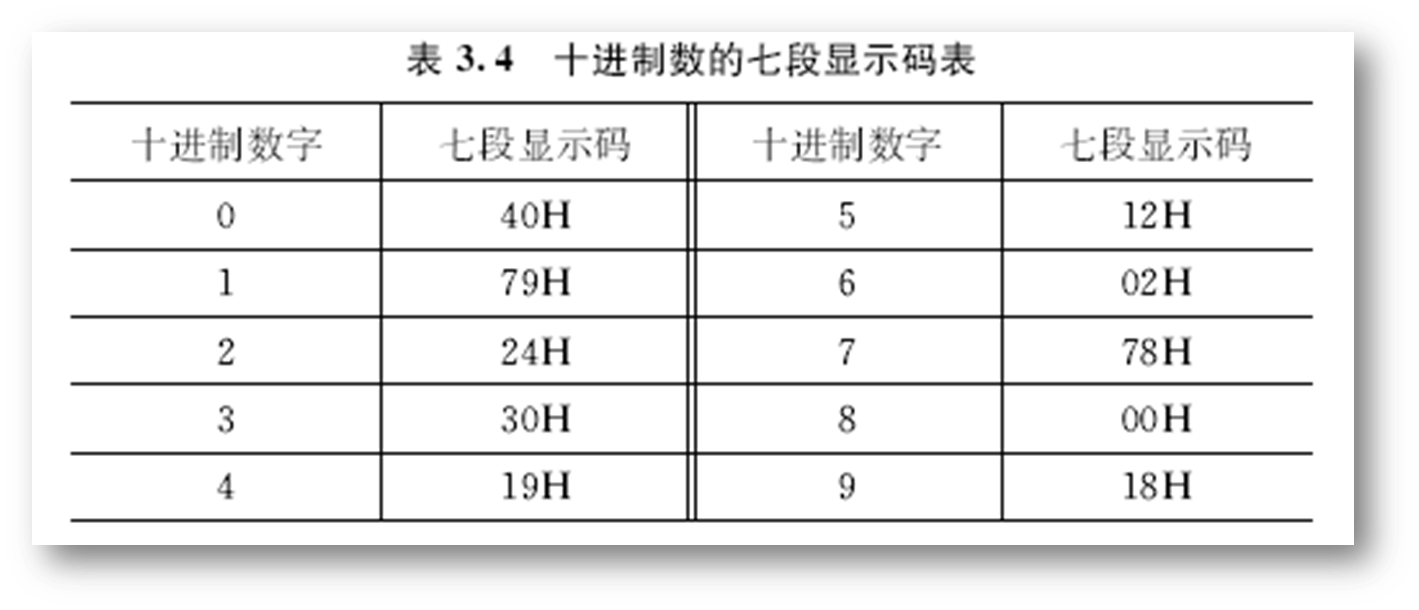 表 3.4 十进制数的七段显示码表
十进制数字 七段显示码 十进制数字 七段显示码
0 40H 5 12H
1 79H 6 02H
2 24H 7 78H
3 30H 8 00H
4 19H 9 18H